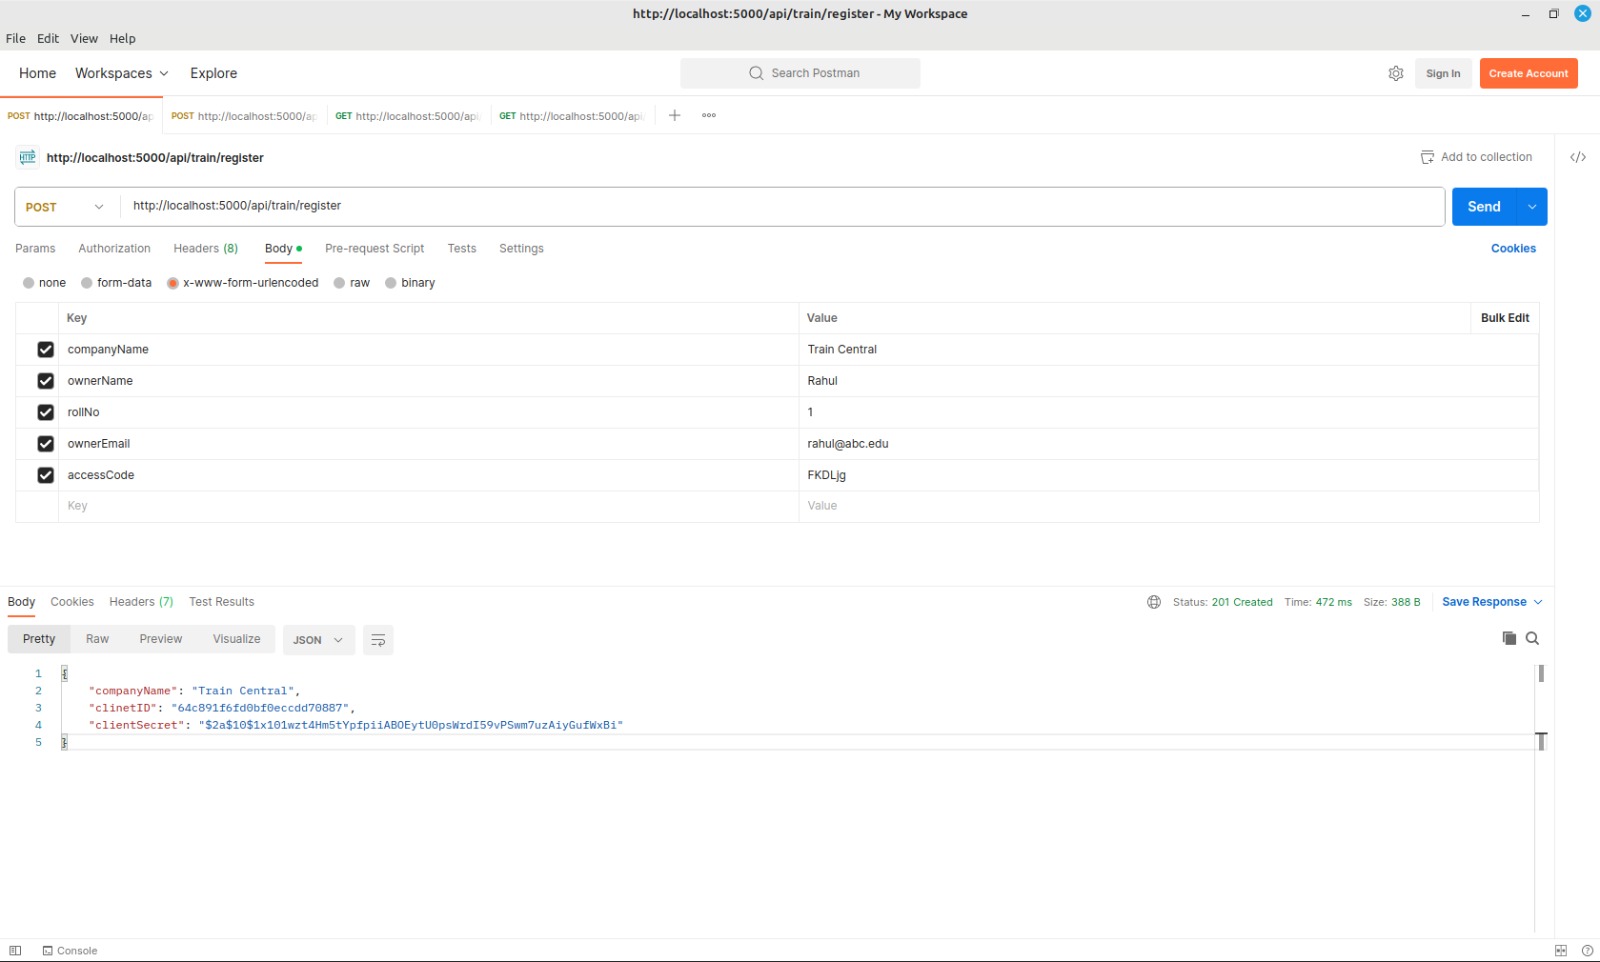 http://localhost:5000/api/train/register - My Workspace
File Edit View Help
Home Workspaces Explore Search Postman Sign In Create Account
POST http://localhost:5000/ap POST http://localhost:5000/ap GET http://localhost:5000/api GET http://localhost:5000/api
HTTP http://localhost:5000/api/train/register Add to collection
POST http://localhost:5000/api/train/register Send
Params Authorization Headers (8) Body Pre-request Script Tests Settings Cookies
none form-data x-www-form-urlencoded raw binary
Key Value Bulk Edit
companyName Train Central
ownerName Rahul
rollNo 1
ownerEmail rahul@abc.edu
accessCode FKDLjg
Key Value
Body Cookies Headers (7) Test Results Status: 201 Created Time: 472 ms Size: 388 B Save Response
Pretty Raw Preview Visualize JSON
1 {
2 "companyName": "Train Central",
3 "clinetID": "64c891f6fd0bf0eccdd70887",
4 "clientSecret": "$2a$10$1x101wzt4Hm5tYpfpiiABOEytU0psWrdI59vPSwm7uzAiyGufWxBi"
5 }
Console